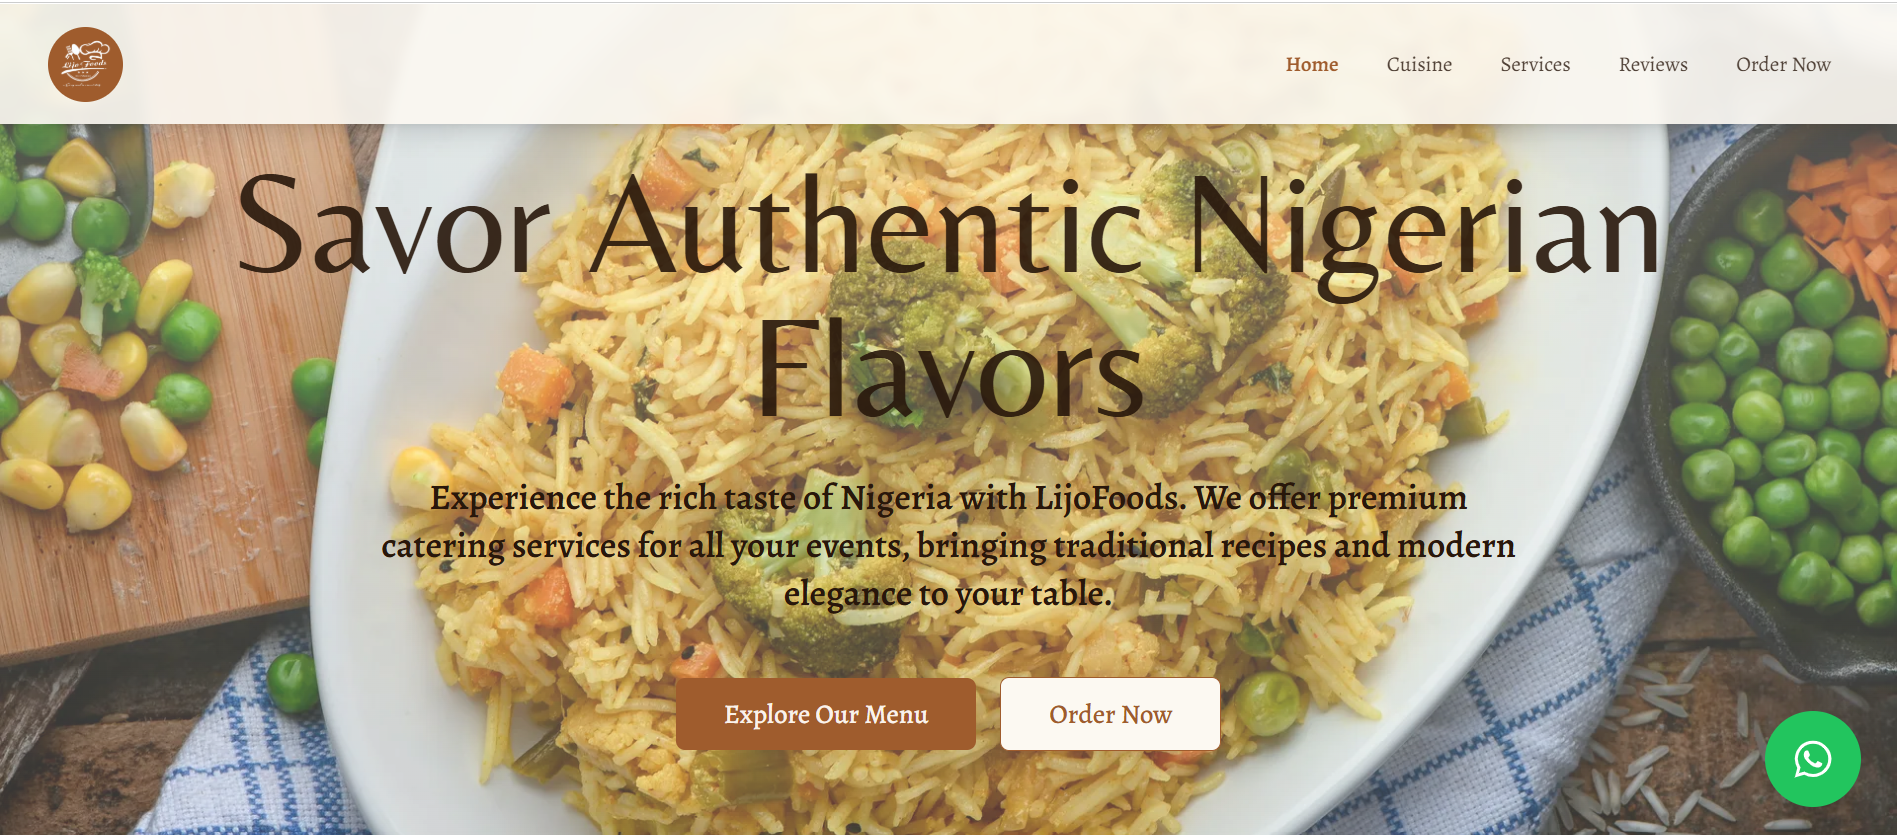 Lijo Foods
Home Cuisine Services Reviews Order Now
Savor Authentic Nigerian
Flavors
Experience the rich taste of Nigeria with LijoFoods. We offer premium
catering services for all your events, bringing traditional recipes and modern
elegance to your table.
Explore Our Menu Order Now